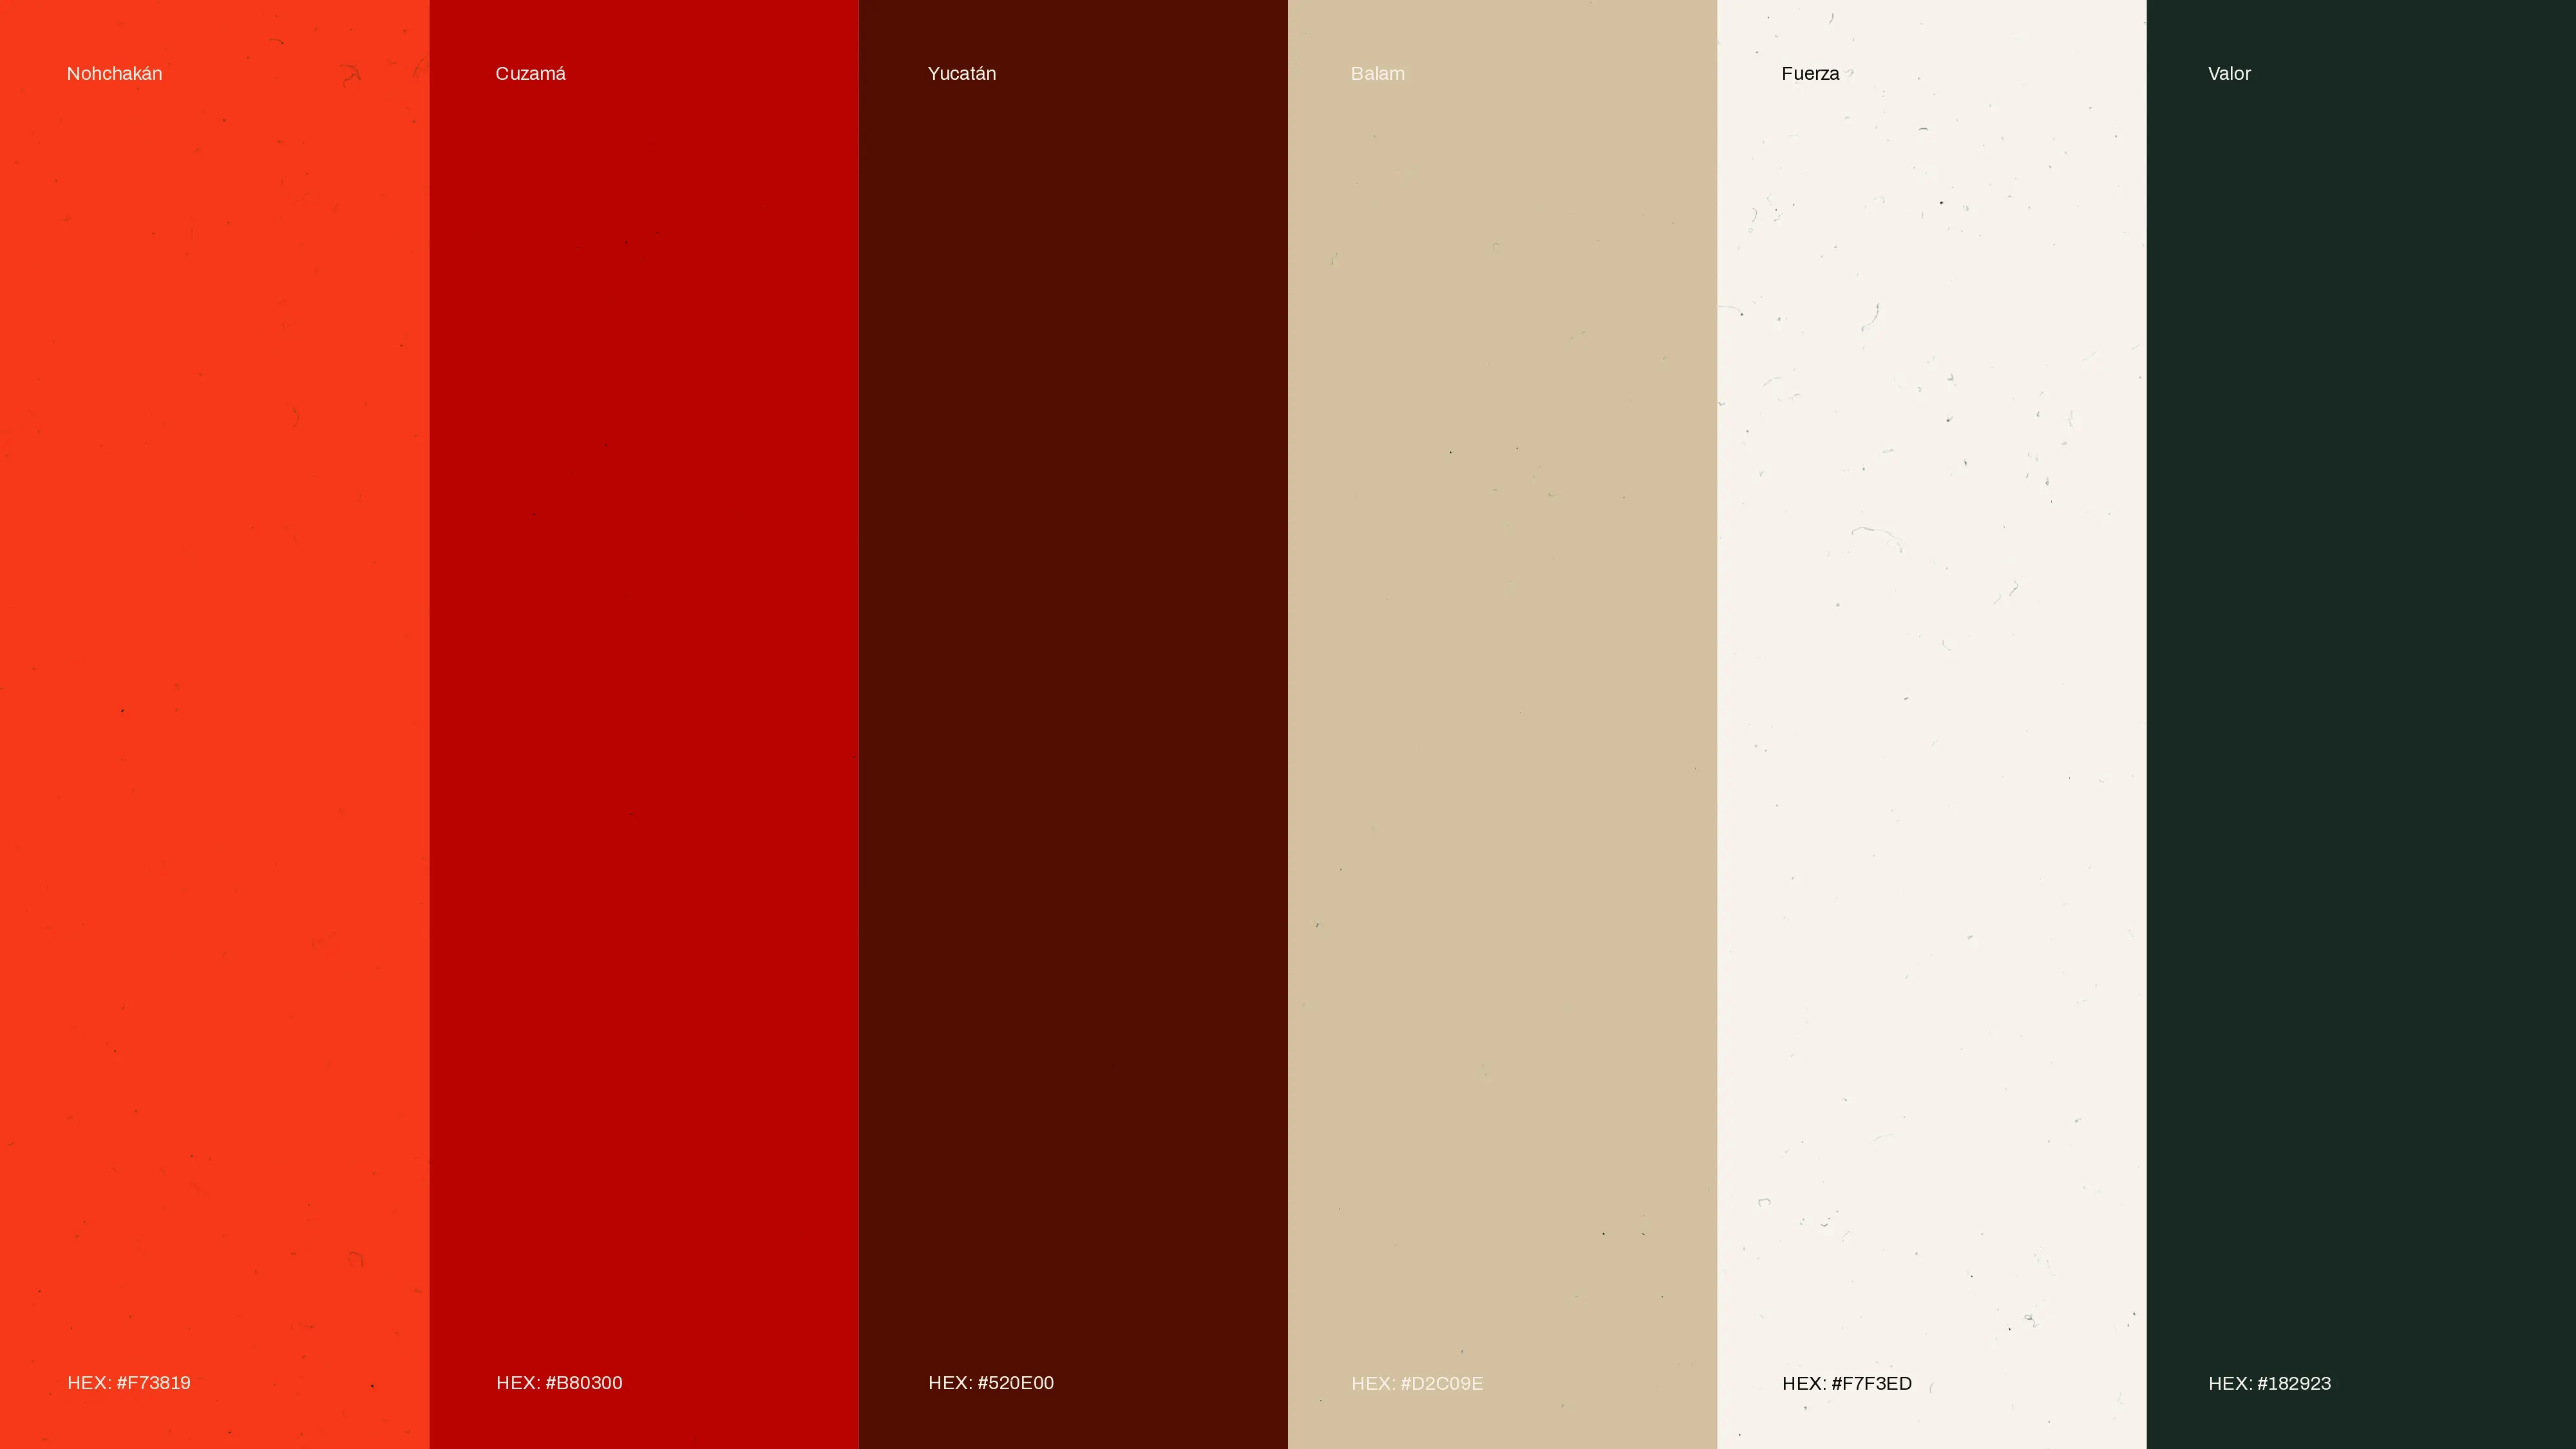 Nohchakán
Cuzamá
Yucatán
Balam
Fuerza
Valor
HEX: #F73819
HEX: #B80300
HEX: #520E00
HEX: #D2C09E
HEX: #F7F3ED
HEX: #182923